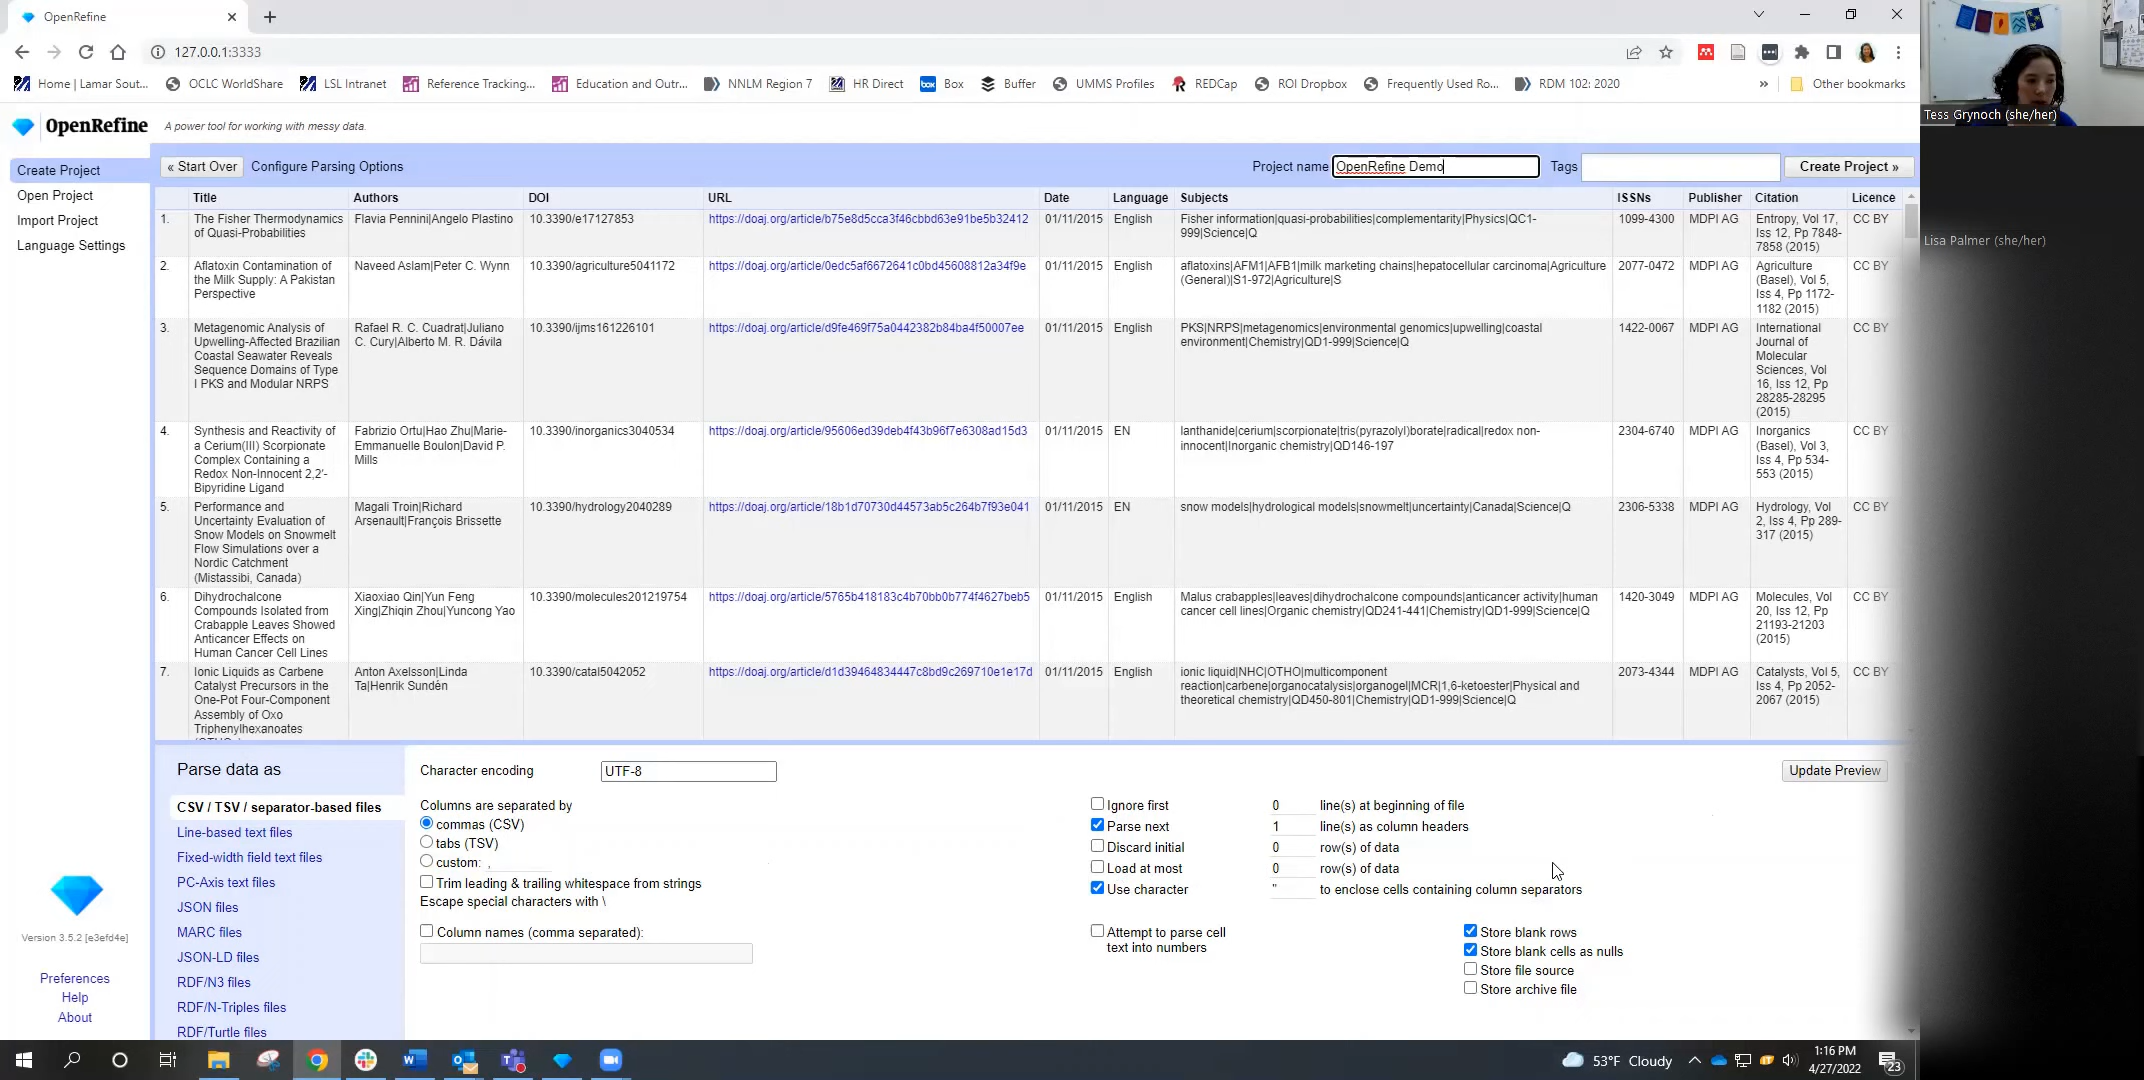 OpenRefine
127.0.0.1:3333
Home | Lamar Sout...
OCLC WorldShare
LSL Intranet
Reference Tracking...
Education and Outr...
NNLM Region 7
HR Direct
box
Box
Buffer
UMMS Profiles
REDCap
ROI Dropbox
Frequently Used Ro...
RDM 102: 2020
»
Other bookmarks
OpenRefine
A power tool for working with messy data.
Create Project
Open Project
Import Project
Language Settings
« Start Over
Configure Parsing Options
Project name
OpenRefine Demo
Tags
Create Project »
Title
Authors
DOI
URL
Date
Language
Subjects
ISSNs
Publisher
Citation
Licence
1.
The Fisher Thermodynamics
of Quasi-Probabilities
Flavia Pennini|Angelo Plastino
10.3390/e17127853
https://doaj.org/article/b75e8d5cca3f46cbbd63e91be5b32412
01/11/2015
English
Fisher information|quasi-probabilities|complementarity|Physics|QC1-
999|Science|Q
1099-4300
MDPI AG
Entropy, Vol 17,
Iss 12, Pp 7848-
7858 (2015)
CC BY
2.
Aflatoxin Contamination of
the Milk Supply: A Pakistan
Perspective
Naveed Aslam|Peter C. Wynn
10.3390/agriculture5041172
https://doaj.org/article/0edc5af6672641c0bd45608812a34f9e
01/11/2015
English
aflatoxins|AFM1|AFB1|milk marketing chains|hepatocellular carcinoma|Agriculture
(General)|S1-972|Agriculture|S
2077-0472
MDPI AG
Agriculture
(Basel), Vol 5,
Iss 4, Pp 1172-
1182 (2015)
CC BY
3.
Metagenomic Analysis of
Upwelling-Affected Brazilian
Coastal Seawater Reveals
Sequence Domains of Type
I PKS and Modular NRPS
Rafael R. C. Cuadrat|Juliano
C. Cury|Alberto M. R. Dávila
10.3390/ijms161226101
https://doaj.org/article/d9fe469f75a0442382b84ba4f50007ee
01/11/2015
English
PKS|NRPS|metagenomics|environmental genomics|upwelling|coastal
environment|Chemistry|QD1-999|Science|Q
1422-0067
MDPI AG
International
Journal of
Molecular
Sciences, Vol
16, Iss 12, Pp
28285-28295
(2015)
CC BY
4.
Synthesis and Reactivity of
a Cerium(III) Scorpionate
Complex Containing a
Redox Non-Innocent 2,2′-
Bipyridine Ligand
Fabrizio Ortu|Hao Zhu|Marie-
Emmanuelle Boulon|David P.
Mills
10.3390/inorganics3040534
https://doaj.org/article/95606ed39deb4f43b96f7e6308ad15d3
01/11/2015
EN
lanthanide|cerium|scorpionate|tris(pyrazolyl)borate|radical|redox non-
innocent|Inorganic chemistry|QD146-197
2304-6740
MDPI AG
Inorganics
(Basel), Vol 3,
Iss 4, Pp 534-
553 (2015)
CC BY
5.
Performance and
Uncertainty Evaluation of
Snow Models on Snowmelt
Flow Simulations over a
Nordic Catchment
(Mistassibi, Canada)
Magali Troin|Richard
Arsenault|François Brissette
10.3390/hydrology2040289
https://doaj.org/article/18b1d70730d44573ab5c264b7f93e041
01/11/2015
EN
snow models|hydrological models|snowmelt|uncertainty|Canada|Science|Q
2306-5338
MDPI AG
Hydrology, Vol
2, Iss 4, Pp 289-
317 (2015)
CC BY
6.
Dihydrochalcone
Compounds Isolated from
Crabapple Leaves Showed
Anticancer Effects on
Human Cancer Cell Lines
Xiaoxiao Qin|Yun Feng
Xing|Zhiqin Zhou|Yuncong Yao
10.3390/molecules201219754
https://doaj.org/article/5765b418183c4b70bb0b774f4627beb5
01/11/2015
English
Malus crabapples|leaves|dihydrochalcone compounds|anticancer activity|human
cancer cell lines|Organic chemistry|QD241-441|Chemistry|QD1-999|Science|Q
1420-3049
MDPI AG
Molecules, Vol
20, Iss 12, Pp
21193-21203
(2015)
CC BY
7.
Ionic Liquids as Carbene
Catalyst Precursors in the
One-Pot Four-Component
Assembly of Oxo
Triphenylhexanoates
Anton Axelsson|Linda
Ta|Henrik Sundén
10.3390/catal5042052
https://doaj.org/article/d1d39464834447c8bd9c269710e1e17d
01/11/2015
English
ionic liquid|NHC|OTHO|multicomponent
reaction|carbene|organocatalysis|organogel|MCR|1,6-ketoester|Physical and
theoretical chemistry|QD450-801|Chemistry|QD1-999|Science|Q
2073-4344
MDPI AG
Catalysts, Vol 5,
Iss 4, Pp 2052-
2067 (2015)
CC BY
Parse data as
CSV / TSV / separator-based files
Line-based text files
Fixed-width field text files
PC-Axis text files
JSON files
MARC files
JSON-LD files
RDF/N3 files
RDF/N-Triples files
RDF/Turtle files
Character encoding
UTF-8
Update Preview
Columns are separated by
commas (CSV)
tabs (TSV)
custom: ,
Trim leading & trailing whitespace from strings
Escape special characters with \
Column names (comma separated):
Ignore first 0 line(s) at beginning of file
Parse next 1 line(s) as column headers
Discard initial 0 row(s) of data
Load at most 0 row(s) of data
Use character " to enclose cells containing column separators
Attempt to parse cell
text into numbers
Store blank rows
Store blank cells as nulls
Store file source
Store archive file
Version 3.5.2 [e3efd4e]
Preferences
Help
About
Tess Grynoch (she/her)
Lisa Palmer (she/her)
53°F Cloudy
1:16 PM
4/27/2022
23